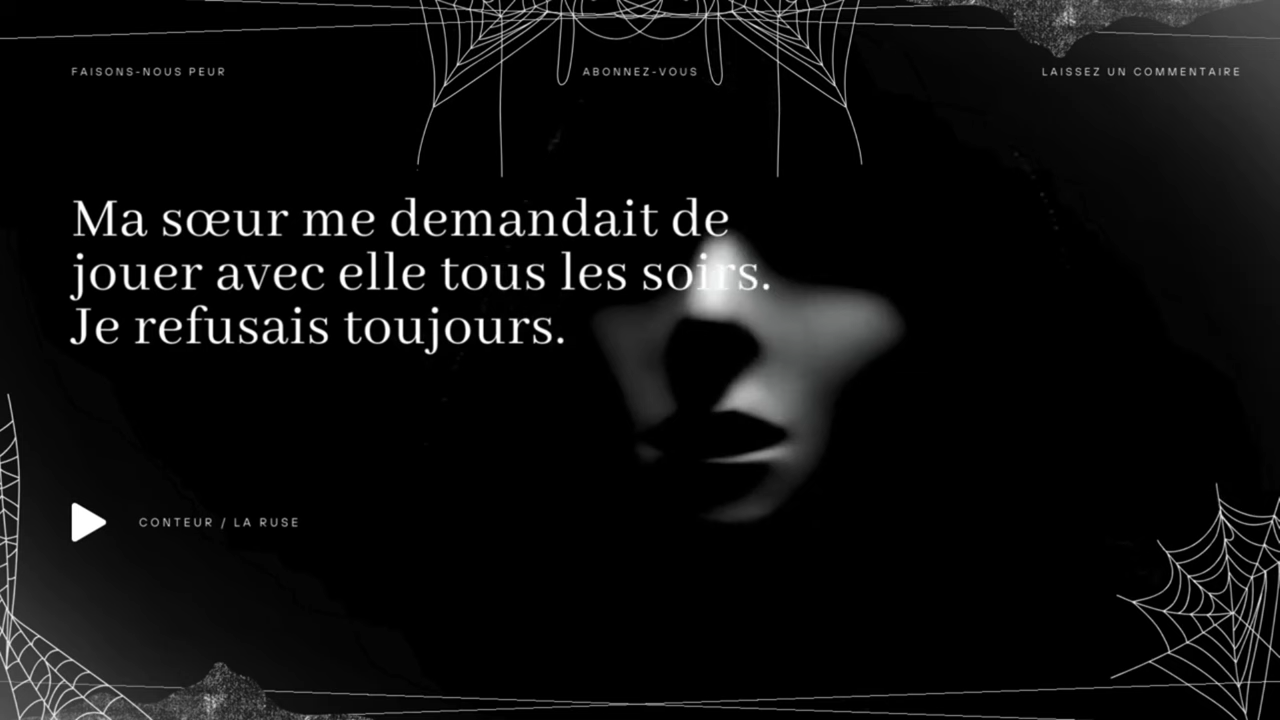 FAISONS-NOUS PEUR
ABONNEZ-VOUS
LAISSEZ UN COMMENTAIRE
Ma sœur me demandait de
jouer avec elle tous les soirs.
Je refusais toujours.
CONTEUR / LA RUSE